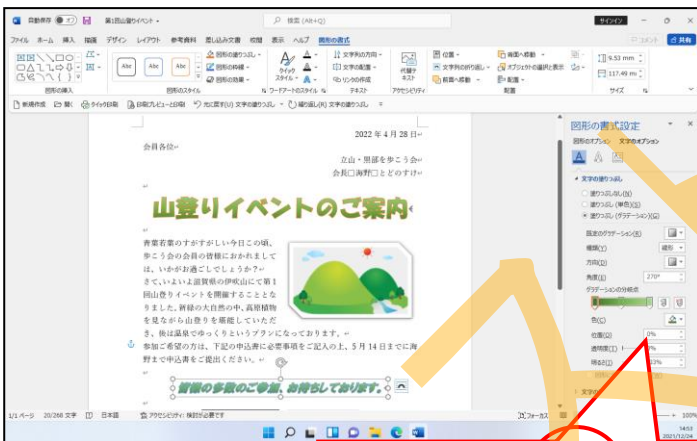 自動保存 オフ 第1回山登りイベント
検索 (Alt+Q)
サインイン
ファイル ホーム 挿入 描画 デザイン レイアウト 参考資料 差し込み文書 校閲 表示 ヘルプ 図形の書式
コメント 共有
Abc Abc Abc
図形の塗りつぶし
図形の枠線
図形の効果
クイック スタイル
文字列の方向
文字の配置
リンクの作成
代替テキスト
位置
文字列の折り返し
前面へ移動
背面へ移動
オブジェクトの選択と表示
配置
9.53 mm
117.49 mm
図形の挿入 図形のスタイル ワードアートのスタイル テキスト アクセシビリティ 配置 サイズ
新規作成 開く クイック印刷 印刷プレビューと印刷 元に戻す(U) 文字の塗りつぶし 繰り返し(R) 文字の塗りつぶし
2022 年 4 月 28 日
会員各位
立山・黒部を歩こう会
会長□海野□とどのすけ
山登りイベントのご案内
青葉若葉のすがすがしい今日この頃、
歩こう会の会員の皆様におかれまして
は、いかがお過ごしでしょうか?
さて、いよいよ滋賀県の伊吹山にて第 1
回山登りイベントを開催することとな
りました。新緑の大自然の中、高原植物
を見ながら山登りを堪能していただ
き、後は温泉でゆっくりというプランになっております。
参加ご希望の方は、下記の申込書に必要事項をご記入の上、5 月 14 日までに海
野まで申込書をご提出ください。
皆様の多数のご参加、お待ちしております。
図形の書式設定
図形のオプション 文字のオプション
文字の塗りつぶし
塗りつぶしなし(N)
塗りつぶし (単色)(S)
塗りつぶし (グラデーション)(G)
既定のグラデーション(R)
種類(Y) 線形
方向(D)
角度(E) 270°
グラデーションの分岐点
色(C)
位置(O) 0%
透明度(T)
明るさ(I)
1/1 ページ 20/268 文字 日本語 アクセシビリティ: 検討が必要です
100%
14:53
2021/12/24